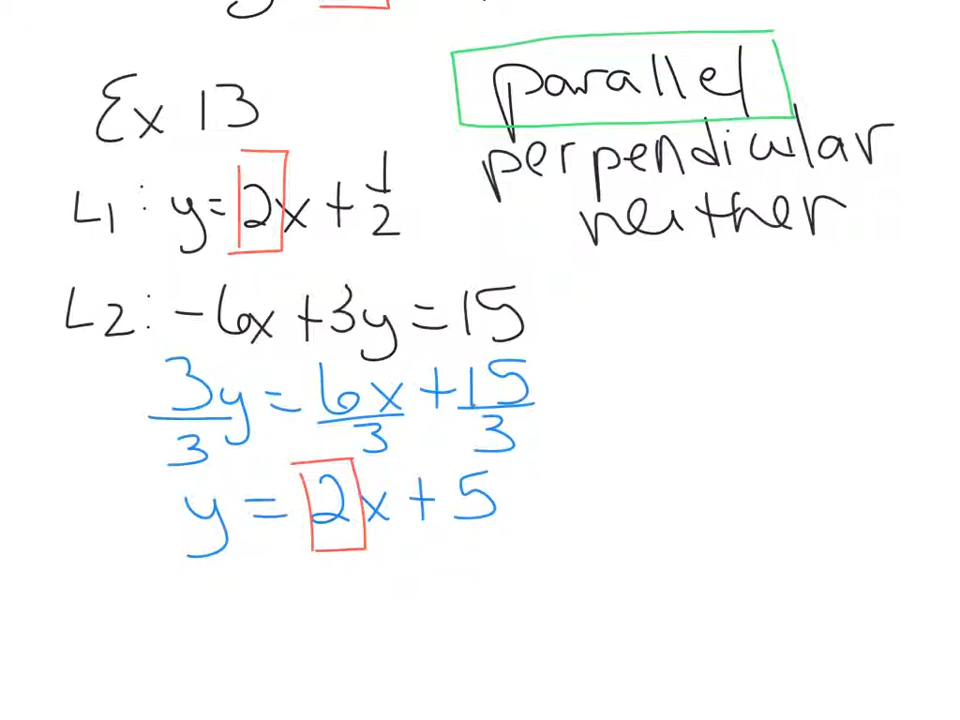 Ex 13
parallel
perpendicular
neither
L1: y=2x+1/2
L2: -6x+3y=15
3y/3=6x/3+15/3
y=2x+5